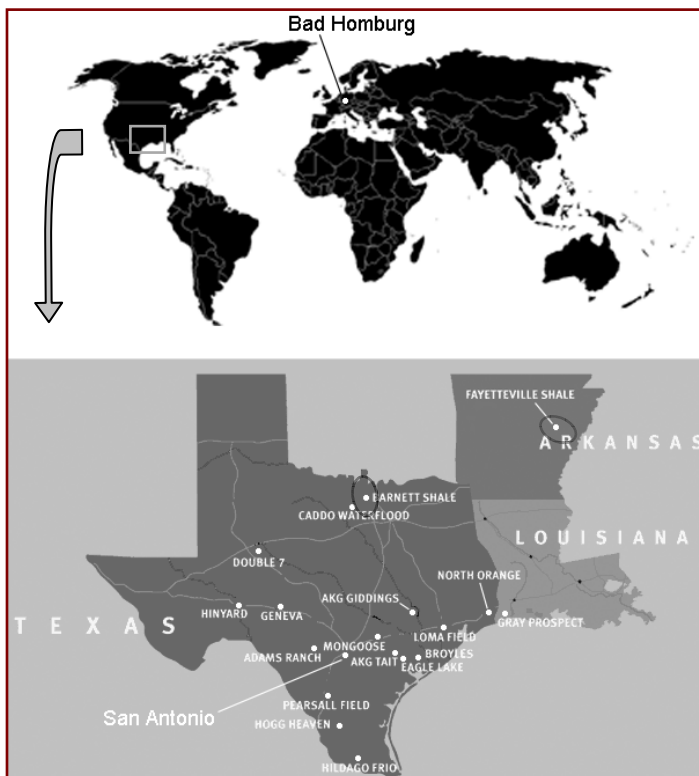 Bad Homburg
FAYETTEVILLE SHALE
ARKANSAS
BARNETT SHALE
CADDO WATERFLOOD
LOUISIANA
DOUBLE 7
NORTH ORANGE
AKG GIDDINGS
HINYARD
GENEVA
GRAY PROSPECT
TEXAS
LOMA FIELD
MONGOOSE
ADAMS RANCH
AKG TAIT
BROYLES
EAGLE LAKE
PEARSALL FIELD
San Antonio
HOGG HEAVEN
HILDAGO FRIO